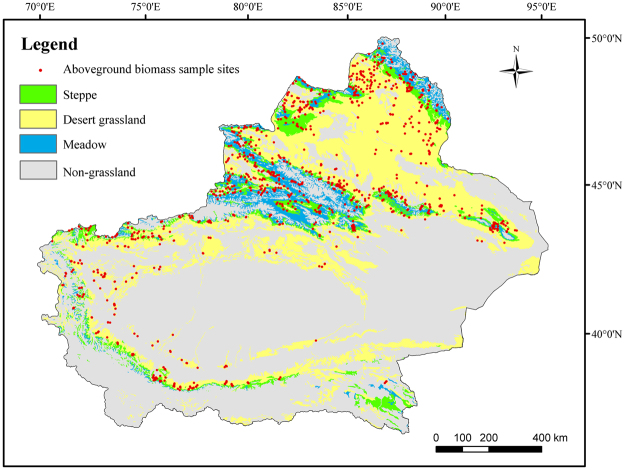 70°0'E 75°0'E 80°0'E 85°0'E 90°0'E 95°0'E
Legend
Aboveground biomass sample sites
Steppe
Desert grassland
Meadow
Non-grassland
N
50°0'N
45°0'N
40°0'N
0 100 200 400 km